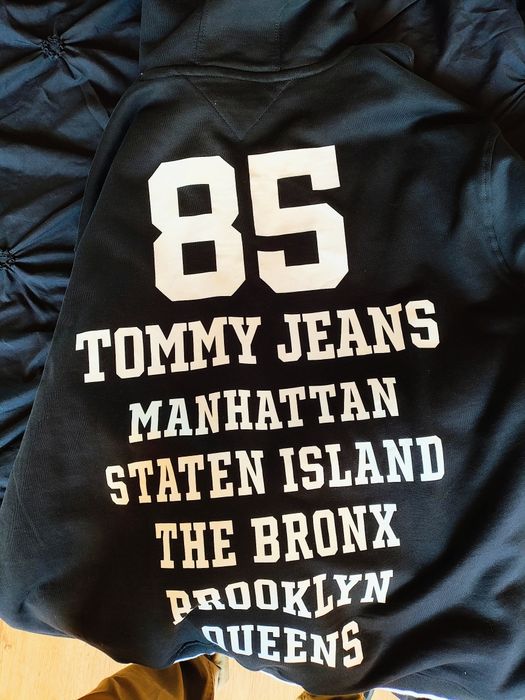 85
TOMMY JEANS
MANHATTAN
STATEN ISLAND
THE BRONX
BROOKLYN
QUEENS